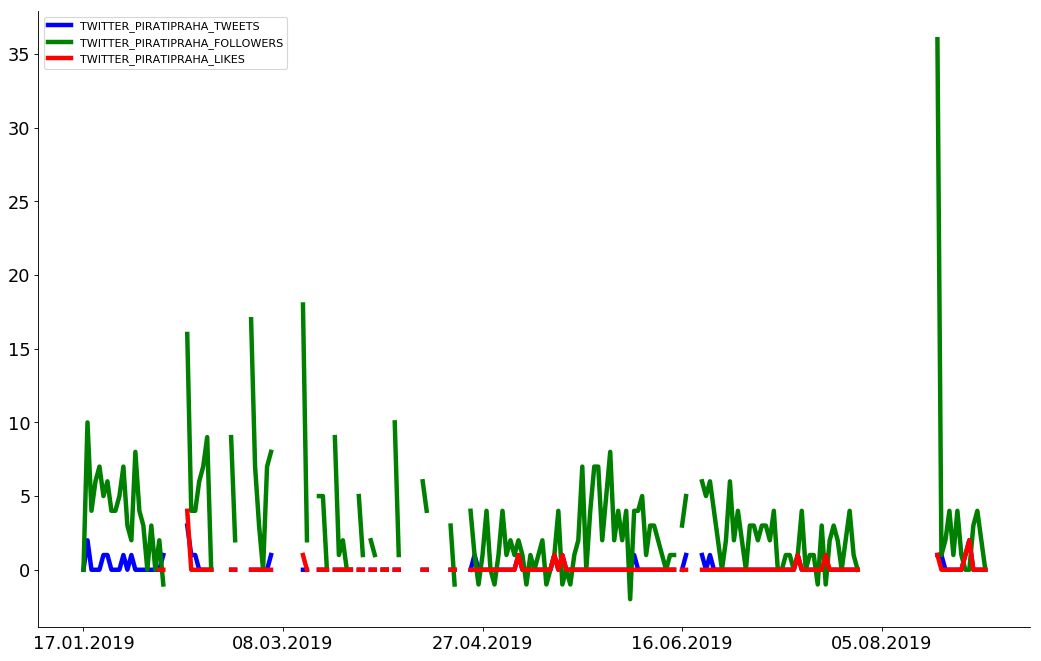 TWITTER_PIRATIPRAHA_TWEETS
TWITTER_PIRATIPRAHA_FOLLOWERS
TWITTER_PIRATIPRAHA_LIKES
35
30
25
20
15
10
5
0
17.01.2019 08.03.2019 27.04.2019 16.06.2019 05.08.2019